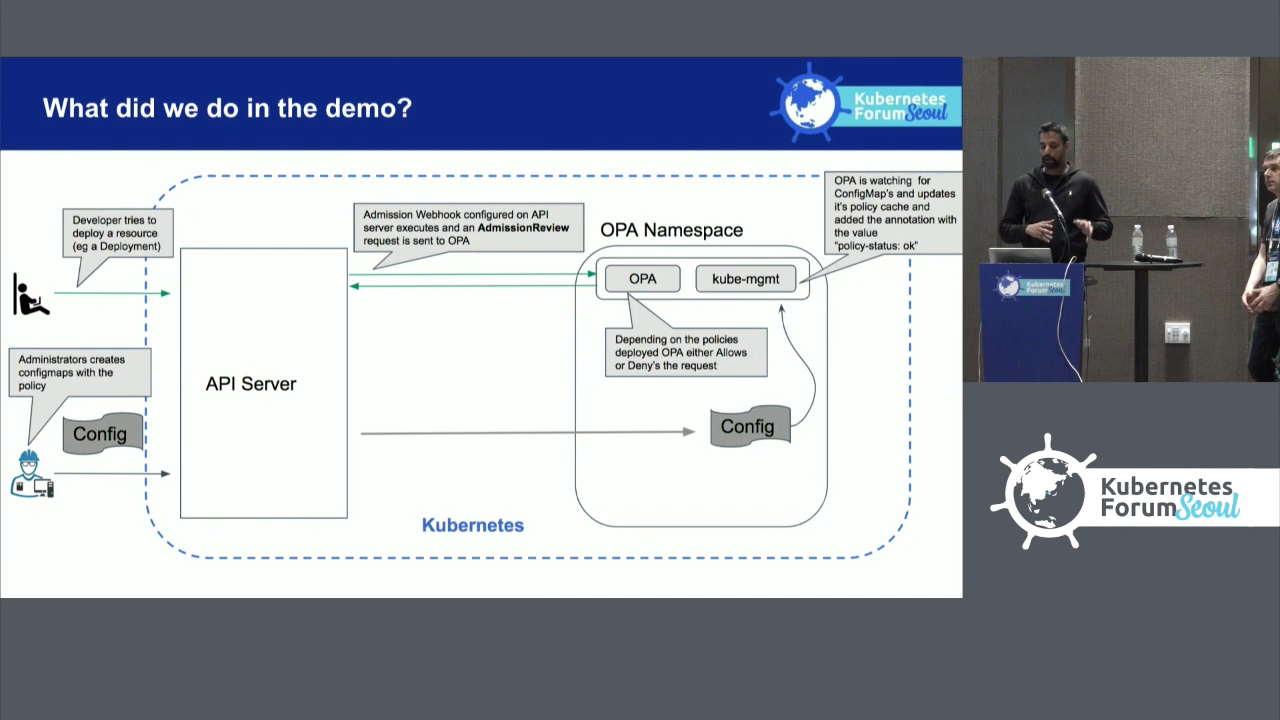 What did we do in the demo?
Kubernetes
Forum Seoul
Developer tries to
deploy a resource
(eg a Deployment)
Admission Webhook configured on API
server executes and an AdmissionReview
request is sent to OPA
OPA Namespace
OPA is watching for
ConfigMap's and updates
it's policy cache and
added the annotation with
the value
"policy-status: ok"
OPA
kube-mgmt
Depending on the policies
deployed OPA either Allows
or Deny's the request
Administrators creates
configmaps with the
policy
API Server
Config
Config
Kubernetes
Kubernetes
Forum Seoul